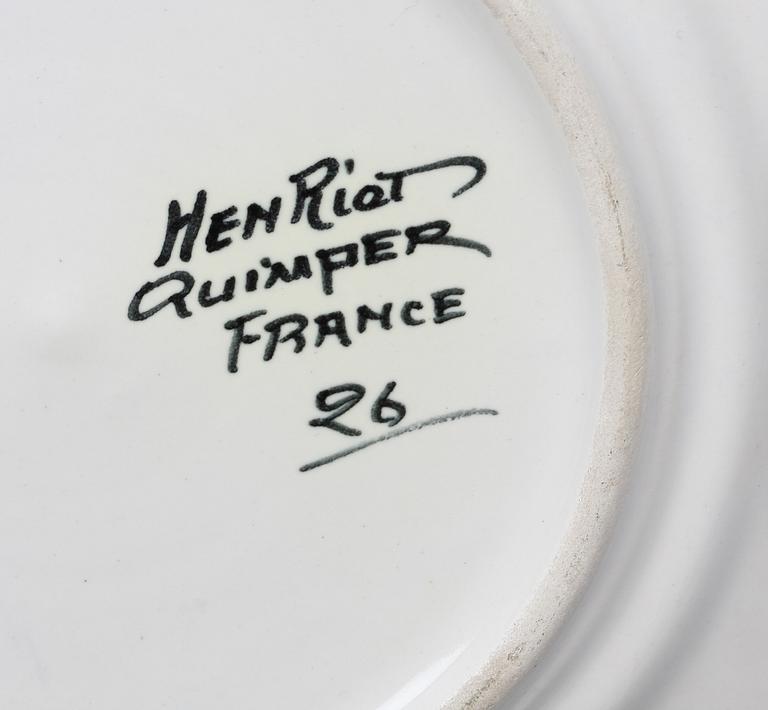 HENRiOT
QUiMPER
FRANCE
26